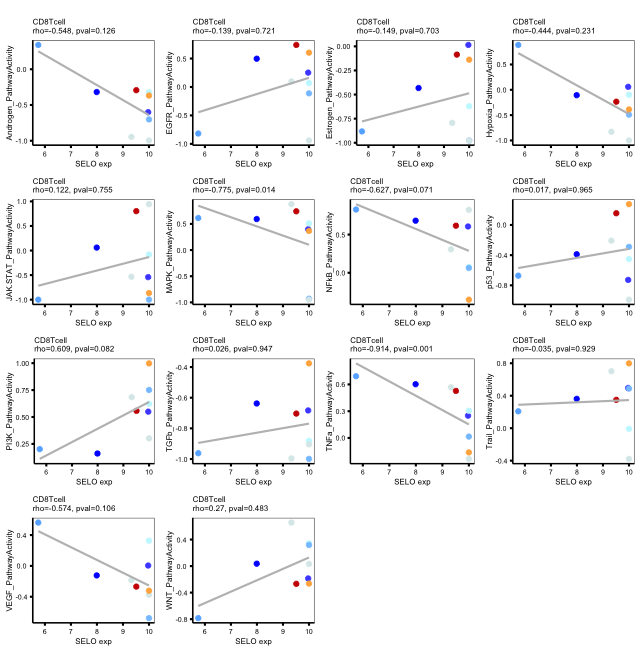 CD8Tcell
rho=-0.548, pval=0.126
Androgen_PathwayActivity
0.0
-0.5
-1.0
6 7 8 9 10
SELO exp
CD8Tcell
rho=-0.139, pval=0.721
EGFR_PathwayActivity
0.5
0.0
-0.5
-1.0
6 7 8 9 10
SELO exp
CD8Tcell
rho=-0.149, pval=0.703
Estrogen_PathwayActivity
0.00
-0.25
-0.50
-0.75
-1.00
6 7 8 9 10
SELO exp
CD8Tcell
rho=-0.444, pval=0.231
Hypoxia_PathwayActivity
0.5
0.0
-0.5
-1.0
6 7 8 9 10
SELO exp
CD8Tcell
rho=0.122, pval=0.755
JAK.STAT_PathwayActivity
1.0
0.5
0.0
-0.5
-1.0
6 7 8 9 10
SELO exp
CD8Tcell
rho=-0.775, pval=0.014
MAPK_PathwayActivity
1.0
0.5
0.0
-0.5
-1.0
6 7 8 9 10
SELO exp
CD8Tcell
rho=-0.627, pval=0.071
NFkB_PathwayActivity
0.5
0.0
6 7 8 9 10
SELO exp
CD8Tcell
rho=0.017, pval=0.965
p53_PathwayActivity
0.0
-0.4
-0.8
6 7 8 9 10
SELO exp
CD8Tcell
rho=0.609, pval=0.082
PI3K_PathwayActivity
1.00
0.75
0.50
0.25
6 7 8 9 10
SELO exp
CD8Tcell
rho=0.026, pval=0.947
TGFb_PathwayActivity
-0.4
-0.6
-0.8
-1.0
6 7 8 9 10
SELO exp
CD8Tcell
rho=-0.914, pval=0.001
TNFa_PathwayActivity
0.6
0.3
0.0
6 7 8 9 10
SELO exp
CD8Tcell
rho=-0.035, pval=0.929
Trail_PathwayActivity
0.8
0.4
0.0
-0.4
6 7 8 9 10
SELO exp
CD8Tcell
rho=-0.574, pval=0.106
VEGF_PathwayActivity
0.4
0.0
-0.4
6 7 8 9 10
SELO exp
CD8Tcell
rho=0.27, pval=0.483
WNT_PathwayActivity
0.4
0.0
-0.4
-0.8
6 7 8 9 10
SELO exp